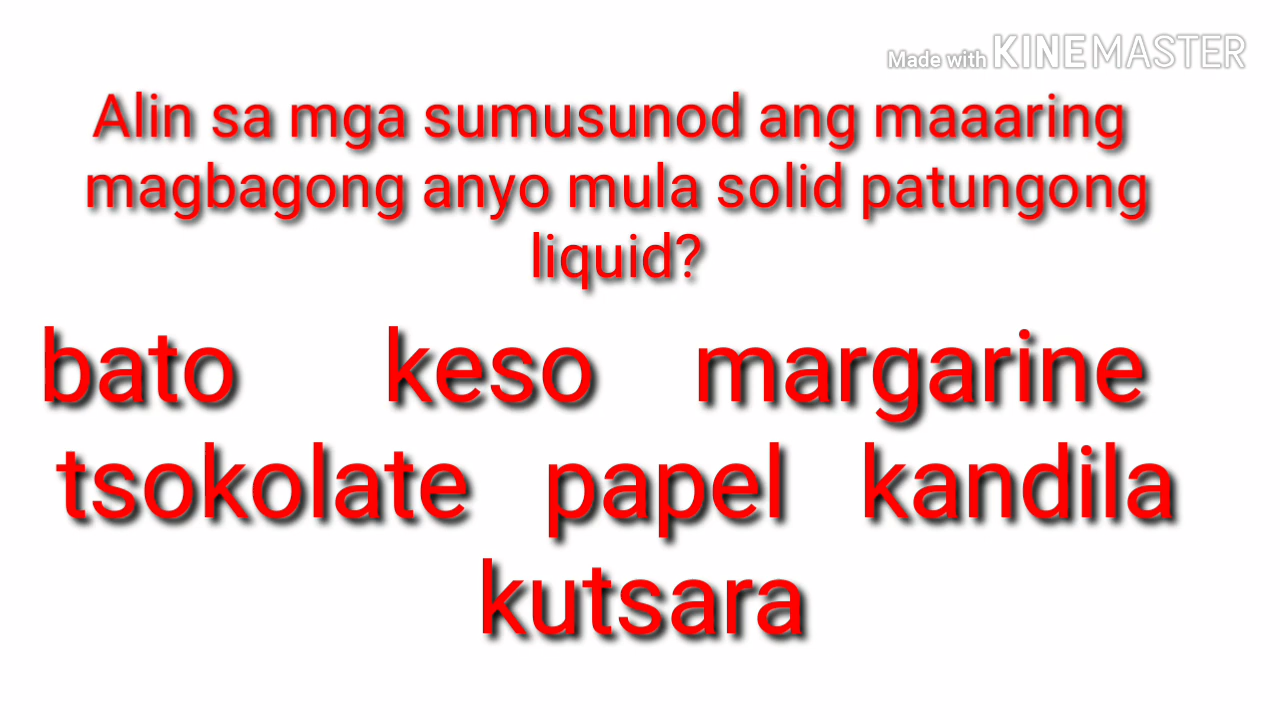 Made with KINEMASTER
Alin sa mga sumusunod ang maaaring
magbagong anyo mula solid patungong
liquid?
bato keso margarine
tsokolate papel kandila
kutsara